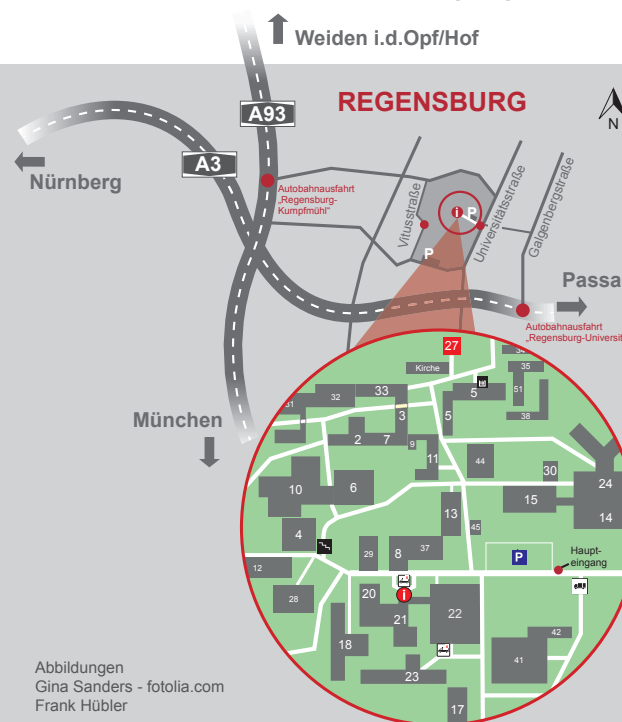 Weiden i.d.Opf/Hof
REGENSBURG
N
A93
A3
Nürnberg
Autobahnausfahrt
„Regensburg-
Kumpfmühl“
Vitusstraße
Universitätsstraße
Galgenbergstraße
P
i
P
Passa
Autobahnausfahrt
„Regensburg-Universit
München
27
Kirche
34
35
5
51
38
5
33
32
31
3
2
7
9
11
44
30
24
15
14
10
6
13
45
4
29
8
37
P
Haupt-
eingang
12
28
20
i
21
22
18
23
17
42
41
Abbildungen
Gina Sanders - fotolia.com
Frank Hübler